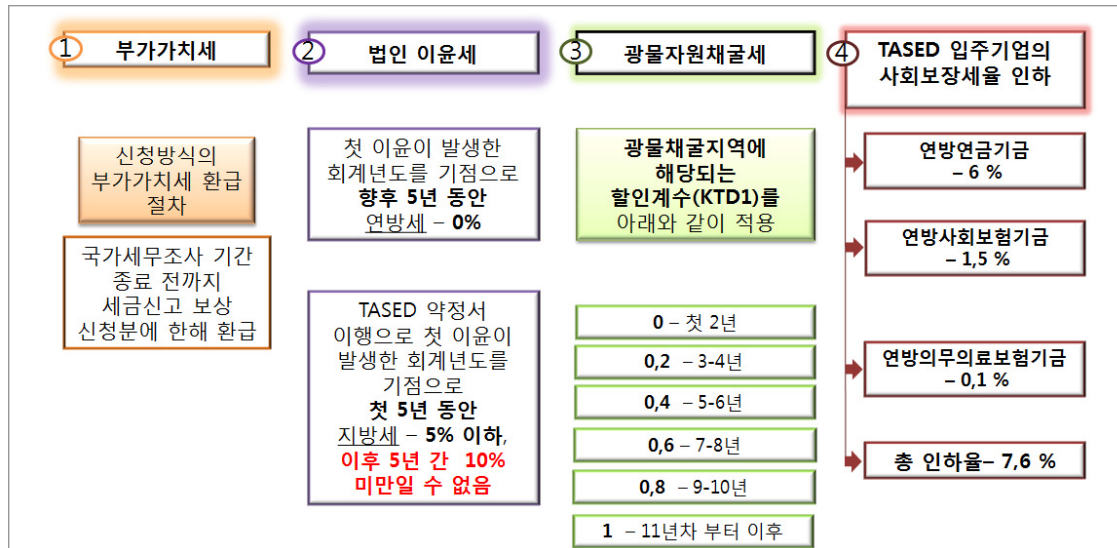 1 부가가치세
신청방식의
부가가치세 환급
절차
국가세무조사 기간
종료 전까지
세금신고 보상
신청분에 한해 환급
2 법인 이윤세
첫 이윤이 발생한
회계년도를 기점으로
향후 5년 동안
연방세 – 0%
TASED 약정서
이행으로 첫 이윤이
발생한 회계년도를
기점으로
첫 5년 동안
지방세 – 5% 이하,
이후 5년 간 10%
미만일 수 없음
3 광물자원채굴세
광물채굴지역에
해당되는
할인계수(KTD1)를
아래와 같이 적용
0 – 첫 2년
0,2 – 3-4년
0,4 – 5-6년
0,6 – 7-8년
0,8 – 9-10년
1 – 11년차 부터 이후
4 TASED 입주기업의
사회보장세율 인하
연방연금기금
– 6 %
연방사회보험기금
– 1,5 %
연방의무의료보험기금
– 0,1 %
총 인하율– 7,6 %